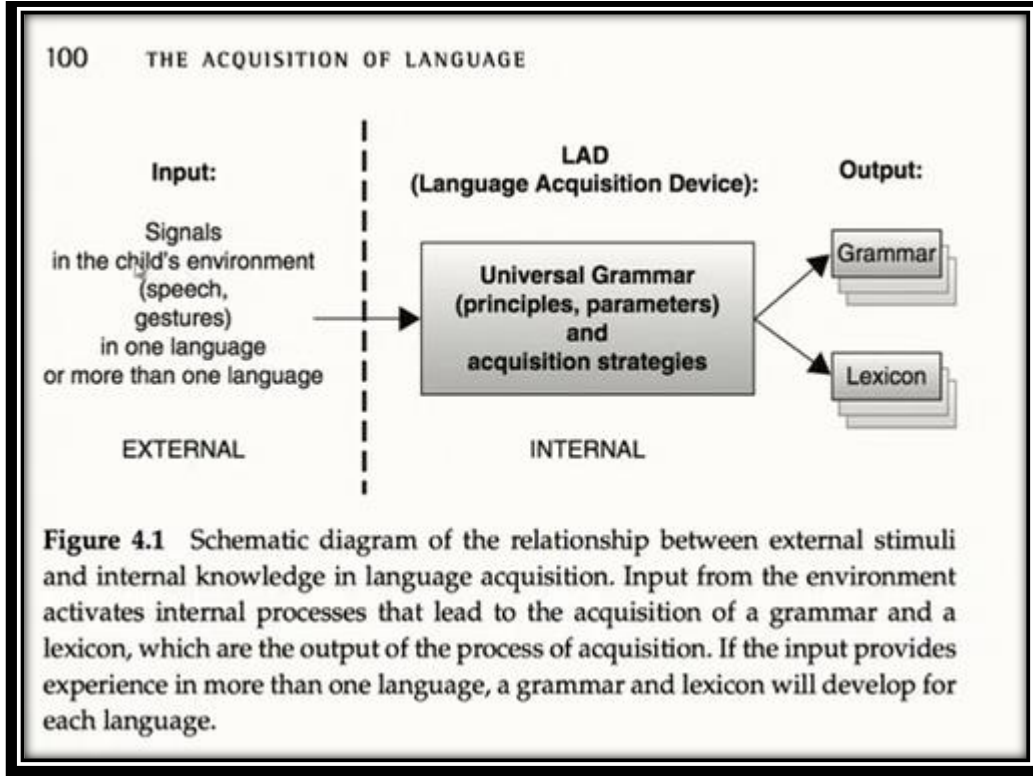 100 THE ACQUISITION OF LANGUAGE
Input:
Signals
in the child's environment
(speech,
gestures)
in one language
or more than one language
EXTERNAL
LAD
(Language Acquisition Device):
Universal Grammar
(principles, parameters)
and
acquisition strategies
INTERNAL
Output:
Grammar
Lexicon
Figure 4.1 Schematic diagram of the relationship between external stimuli
and internal knowledge in language acquisition. Input from the environment
activates internal processes that lead to the acquisition of a grammar and a
lexicon, which are the output of the process of acquisition. If the input provides
experience in more than one language, a grammar and lexicon will develop for
each language.